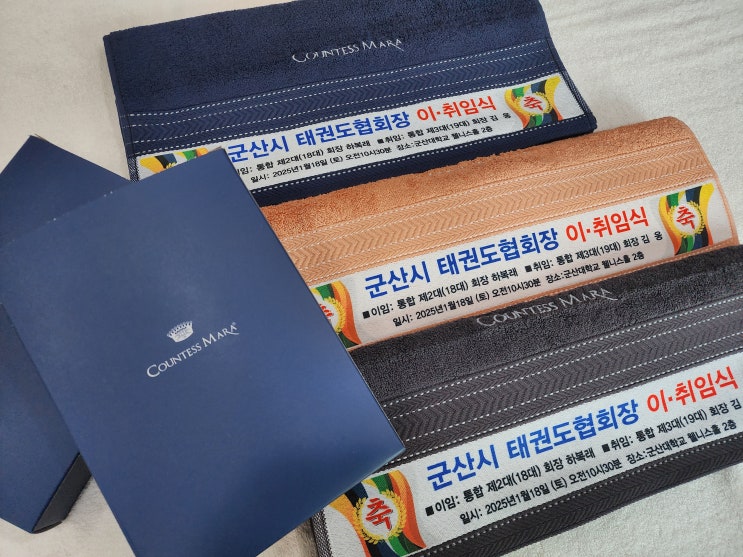 COUNTESS MARA
군산시 태권도협회장 이·취임식
축
■이임: 통합 제2대(18대) 회장 하복래 ■취임: 통합 제3대(19대) 회장 김 웅
일시: 2025년1월18일 (토) 오전10시30분 장소:군산대학교 웰니스홀 2층
군산시 태권도협회장 이·취임식
축
■이임: 통합 제2대(18대) 회장 하복래 ■취임: 통합 제3대(19대) 회장 김 웅
일시: 2025년1월18일 (토) 오전10시30분 장소:군산대학교 웰니스홀 2층
COUNTESS MARA
COUNTESS MARA
군산시 태권도협회장 이·취임식
■이임: 통합 제2대(18대) 회장 하복래 ■취임: 통합 제3대(19대) 회장 김
일시: 2025년1월18일 (토) 오전10시30분 장소:군산대학교 웰니스홀 2층
축